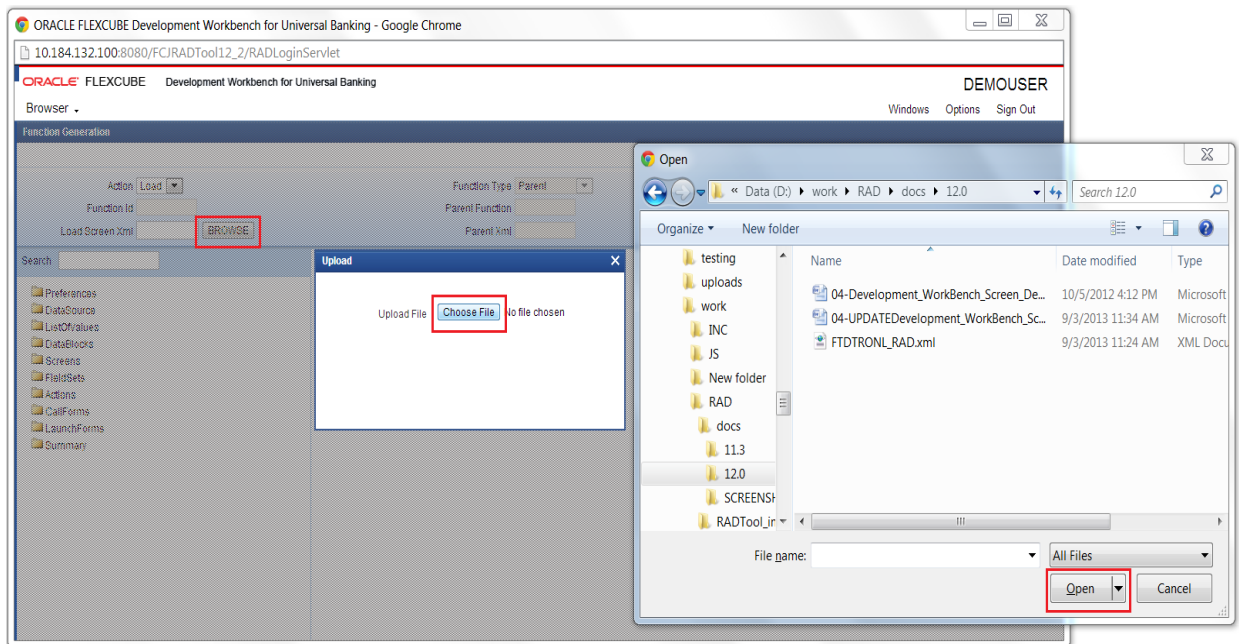 ORACLE FLEXCUBE Development Workbench for Universal Banking - Google Chrome
10.184.132.100:8080/FCJRADTool12_2/RADLoginServlet
ORACLE FLEXCUBE Development Workbench for Universal Banking
DEMOUSER
Browser
Windows Options Sign Out
Function Generation
Action Load
Function Type Parent
Function Id
Parent Function
Load Screen Xml BROWSE
Parent Xml
Search
Preferences
DataSource
ListOfValues
DataBlocks
Screens
FieldSets
Actions
CallForms
LaunchForms
Summary
Upload X
Upload File Choose File No file chosen
Open
« Data (D:) work RAD docs 12.0
Search 12.0
Organize New folder
testing
uploads
work
INC
JS
New folder
RAD
docs
11.3
12.0
SCREENSH
RADTool_ir
Name Date modified Type
04-Development_WorkBench_Screen_De... 10/5/2012 4:12 PM Microsoft
04-UPDATEDevelopment_WorkBench_Sc... 9/3/2013 11:34 AM Microsoft
FTDTRONL_RAD.xml 9/3/2013 11:24 AM XML Docu
File name:
All Files
Open Cancel